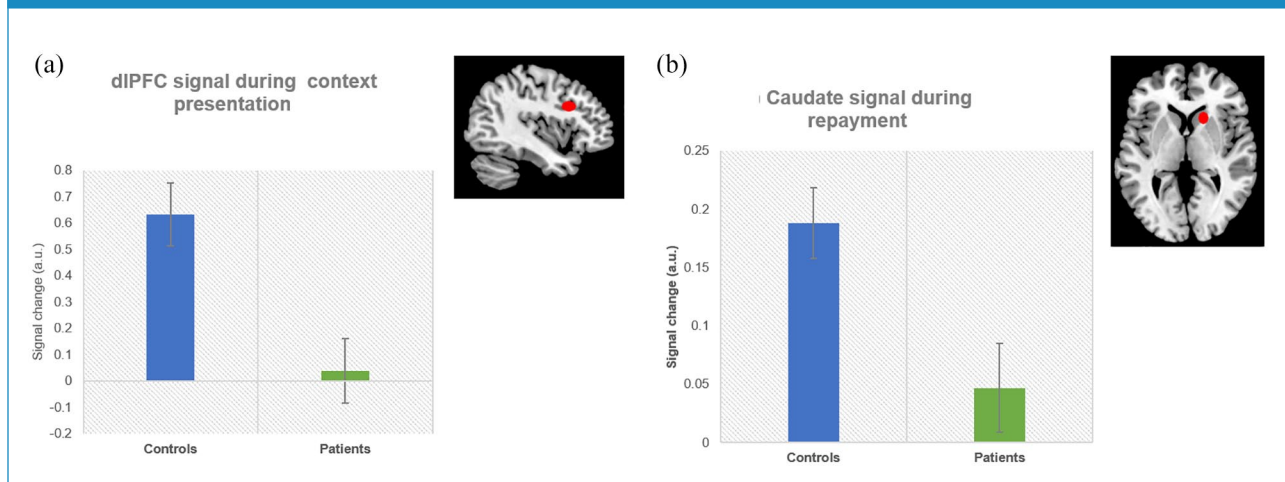 (a)
dlPFC signal during context
presentation
Signal change (a.u.)
0.8
0.7
0.6
0.5
0.4
0.3
0.2
0.1
0
-0.1
-0.2
Controls
Patients
(b)
Caudate signal during
repayment
Signal change (a.u.)
0.25
0.2
0.15
0.1
0.05
0
Controls
Patients